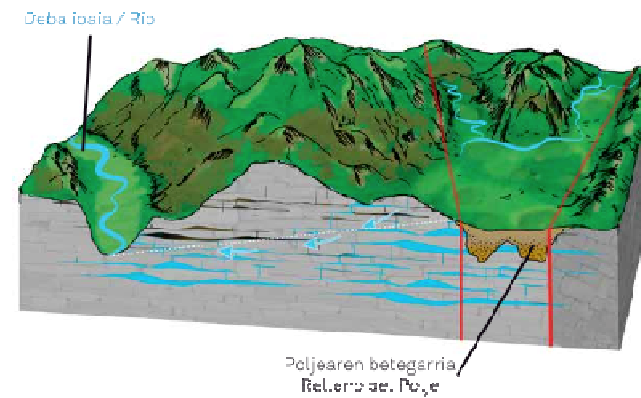 Deba ibaia / Río
Poljearen betegarria
Relleno del Polje